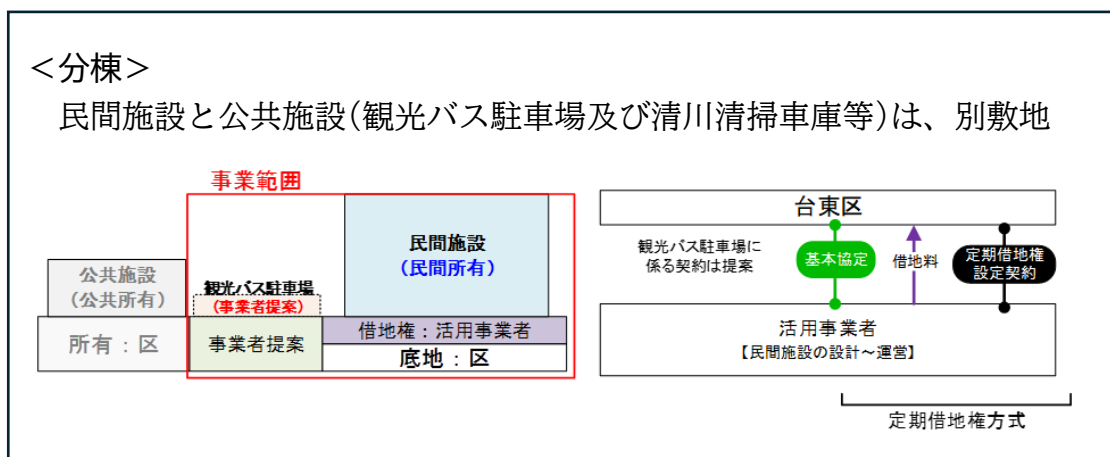 ＜分棟＞
民間施設と公共施設(観光バス駐車場及び清川清掃車庫等)は、別敷地
事業範囲
公共施設
(公共所有)
所有：区
観光バス駐車場
(事業者提案)
事業者提案
民間施設
(民間所有)
借地権：活用事業者
底地：区
台東区
観光バス駐車場に
係る契約は提案
基本協定
借地料
定期借地権
設定契約
活用事業者
【民間施設の設計～運営】
定期借地権方式